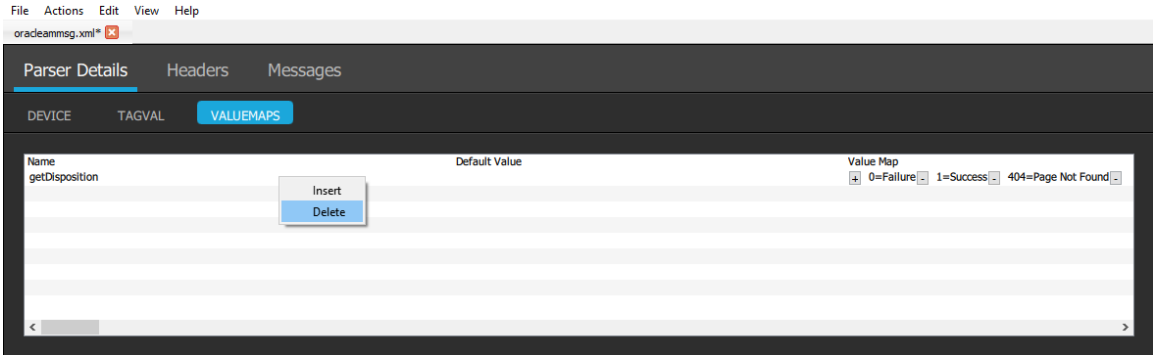 File Actions Edit View Help
oracleammsg.xml*
Parser Details Headers Messages
DEVICE TAGVAL VALUEMAPS
Name Default Value Value Map
getDisposition + 0=Failure - 1=Success - 404=Page Not Found -
Insert
Delete